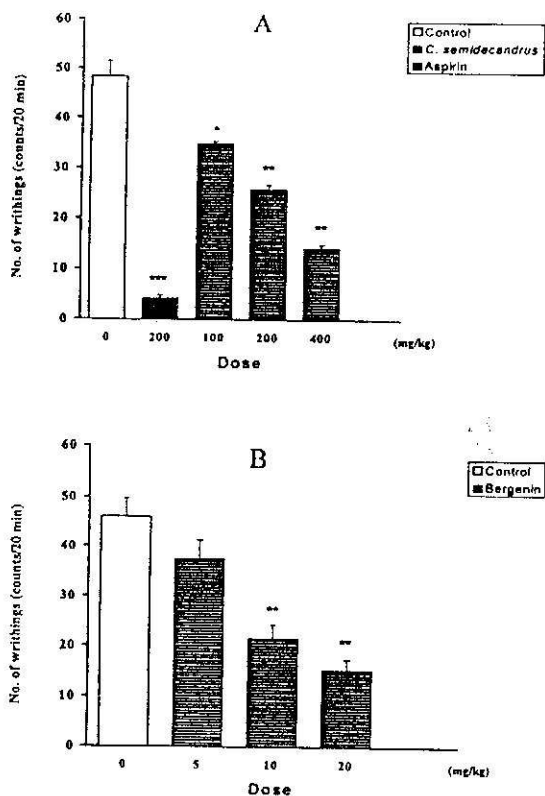 A
Control
C. semidecandrus
Aspirin
No. of writhings (counts/20 min)
60
50
40
30
20
10
0
***
*
**
**
0 200 100 200 400 (mg/kg)
Dose
B
Control
Bergenin
No. of writhings (counts/20 min)
60
50
40
30
20
10
0
**
**
0 5 10 20 (mg/kg)
Dose